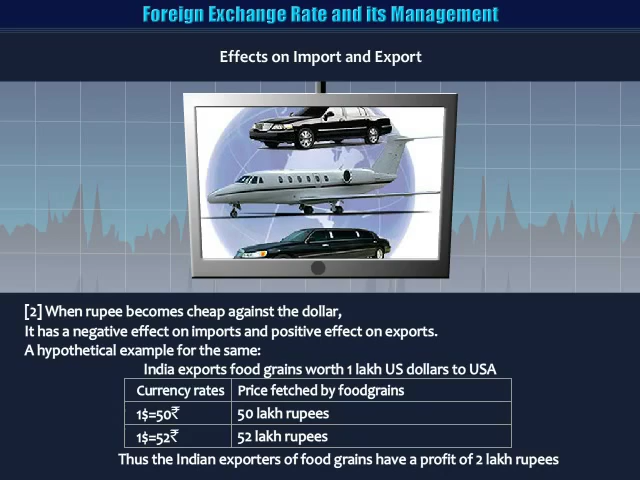 Foreign Exchange Rate and its Management
Effects on Import and Export
[2] When rupee becomes cheap against the dollar,
It has a negative effect on imports and positive effect on exports.
A hypothetical example for the same:
India exports food grains worth 1 lakh US dollars to USA
Currency rates Price fetched by foodgrains
1$=50₹ 50 lakh rupees
1$=52₹ 52 lakh rupees
Thus the Indian exporters of food grains have a profit of 2 lakh rupees